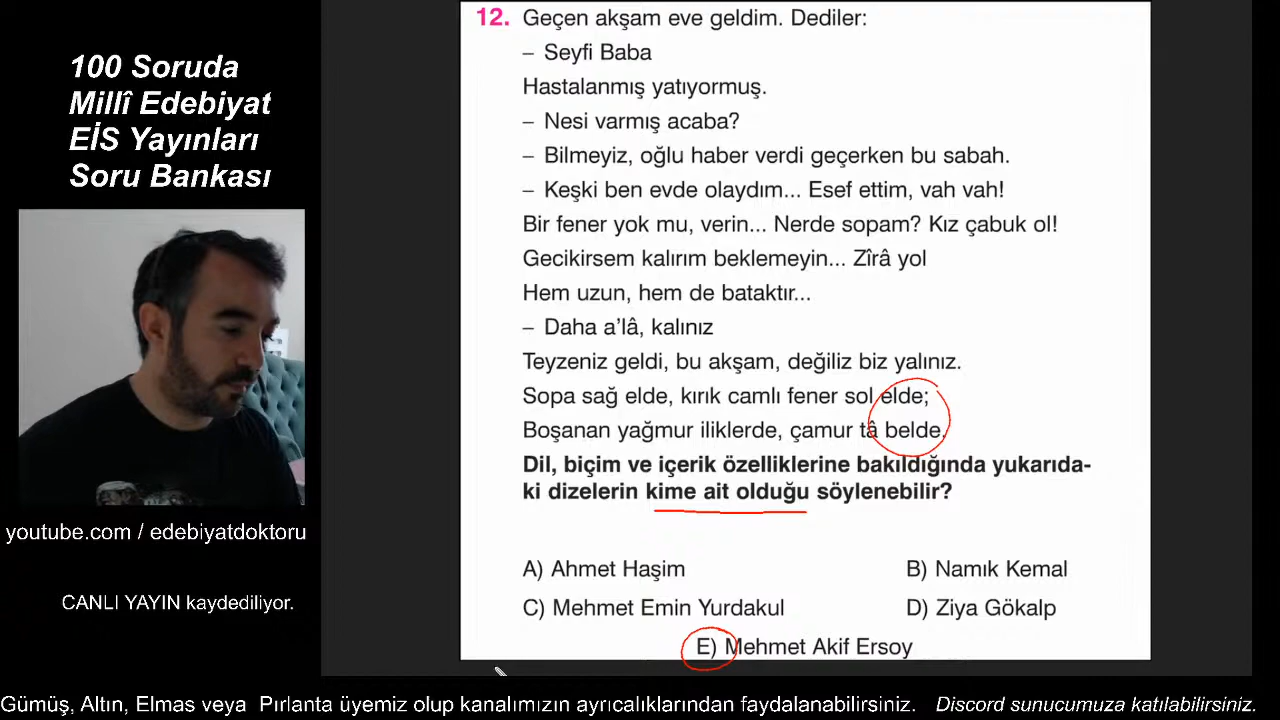 100 Soruda
Millî Edebiyat
EİS Yayınları
Soru Bankası
youtube.com / edebiyatdoktoru
CANLI YAYIN kaydediliyor.
12. Geçen akşam eve geldim. Dediler:
– Seyfi Baba
Hastalanmış yatıyormuş.
– Nesi varmış acaba?
– Bilmeyiz, oğlu haber verdi geçerken bu sabah.
– Keşki ben evde olaydım... Esef ettim, vah vah!
Bir fener yok mu, verin... Nerde sopam? Kız çabuk ol!
Gecikirsem kalırım beklemeyin... Zîrâ yol
Hem uzun, hem de bataktır...
– Daha a’lâ, kalınız
Teyzeniz geldi, bu akşam, değiliz biz yalınız.
Sopa sağ elde, kırık camlı fener sol elde;
Boşanan yağmur iliklerde, çamur tâ belde.
Dil, biçim ve içerik özelliklerine bakıldığında yukarıda-
ki dizelerin kime ait olduğu söylenebilir?
A) Ahmet Haşim
B) Namık Kemal
C) Mehmet Emin Yurdakul
D) Ziya Gökalp
E) Mehmet Akif Ersoy
Gümüş, Altın, Elmas veya Pırlanta üyemiz olup kanalımızın ayrıcalıklarından faydalanabilirsiniz. Discord sunucumuza katılabilirsiniz.